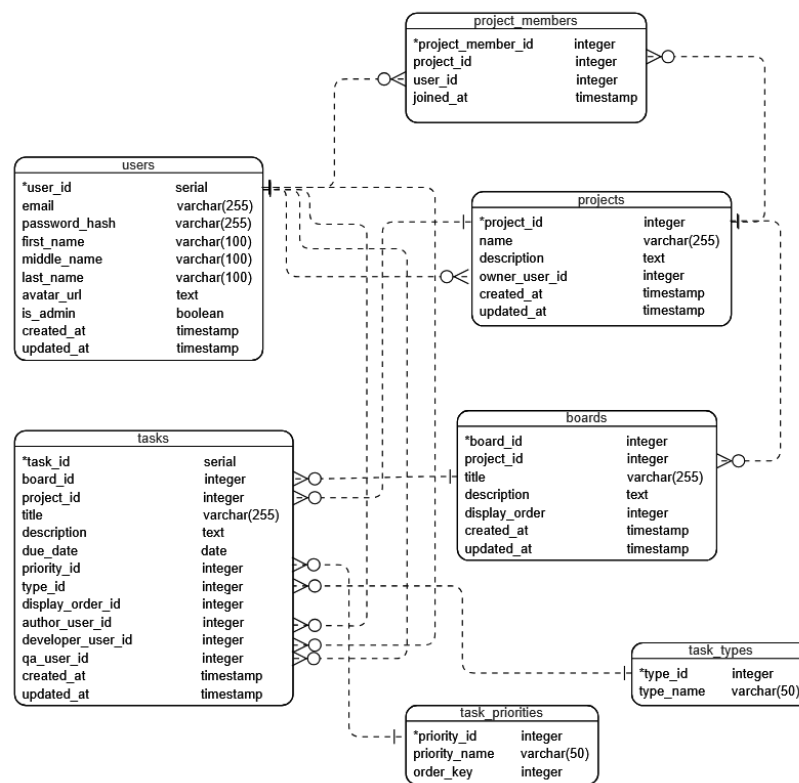 project_members
*project_member_id integer
project_id integer
user_id integer
joined_at timestamp
users
*user_id serial
email varchar(255)
password_hash varchar(255)
first_name varchar(100)
middle_name varchar(100)
last_name varchar(100)
avatar_url text
is_admin boolean
created_at timestamp
updated_at timestamp
projects
*project_id integer
name varchar(255)
description text
owner_user_id integer
created_at timestamp
updated_at timestamp
tasks
*task_id serial
board_id integer
project_id integer
title varchar(255)
description text
due_date date
priority_id integer
type_id integer
display_order_id integer
author_user_id integer
developer_user_id integer
qa_user_id integer
created_at timestamp
updated_at timestamp
boards
*board_id integer
project_id integer
title varchar(255)
description text
display_order integer
created_at timestamp
updated_at timestamp
task_types
*type_id integer
type_name varchar(50)
task_priorities
*priority_id integer
priority_name varchar(50)
order_key integer